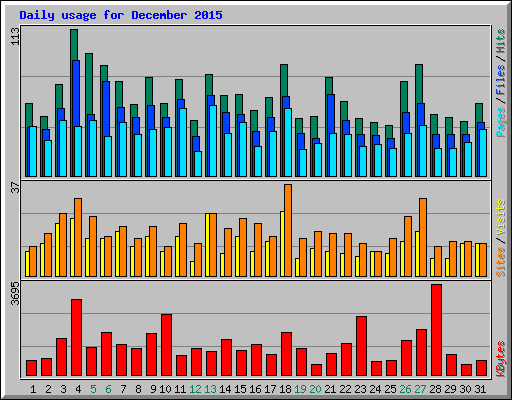 Daily usage for December 2015
113
Pages / Files / Hits
37
Sites / Visits
3695
KBytes
1 2 3 4 5 6 7 8 9 10 11 12 13 14 15 16 17 18 19 20 21 22 23 24 25 26 27 28 29 30 31